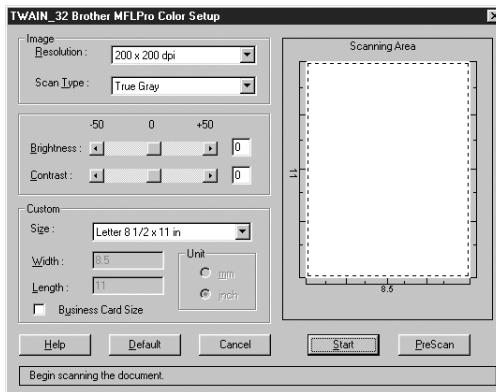 TWAIN_32 Brother MFLPro Color Setup
Image
Resolution : 200 x 200 dpi
Scan Type : True Gray
-50 0 +50
Brightness : 0
Contrast : 0
Custom
Size : Letter 8 1/2 x 11 in
Width : 8.5
Length : 11
Unit
mm
inch
Business Card Size
Scanning Area
11
8.5
Help Default Cancel Start PreScan
Begin scanning the document.